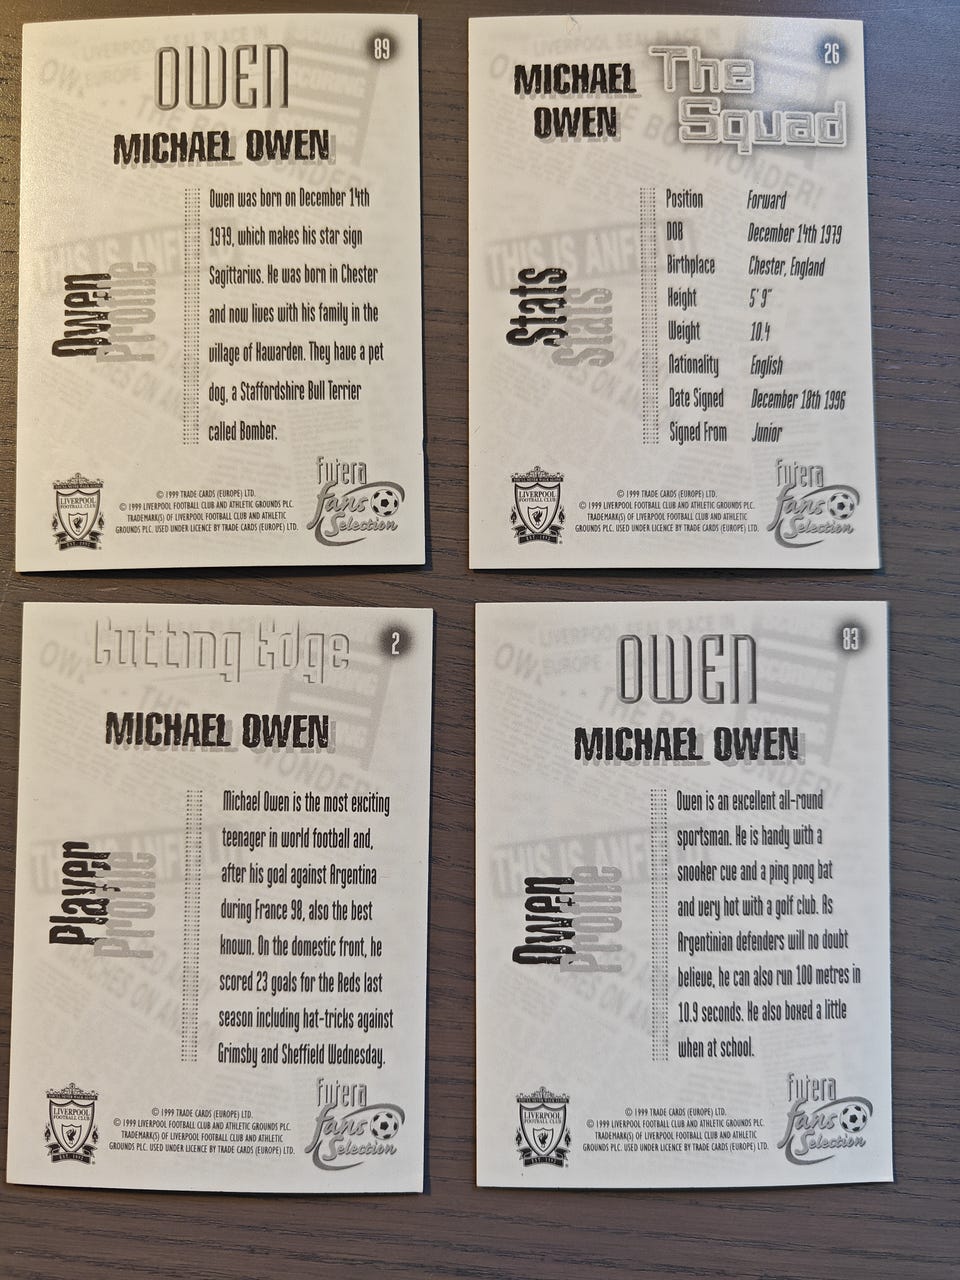 OWEN
89
MICHAEL OWEN
Owen Profile
Owen was born on December 14th
1979, which makes his star sign
Sagittarius. He was born in Chester
and now lives with his family in the
village of Hawarden. They have a pet
dog, a Staffordshire Bull Terrier
called Bomber.
LIVERPOOL
FOOTBALL CLUB
EST. 1892
© 1999 TRADE CARDS (EUROPE) LTD.
© 1999 LIVERPOOL FOOTBALL CLUB AND ATHLETIC GROUNDS PLC.
TRADEMARK(S) OF LIVERPOOL FOOTBALL CLUB AND ATHLETIC
GROUNDS PLC. USED UNDER LICENCE BY TRADE CARDS (EUROPE) LTD.
futera
Fans
Selection
26
MICHAEL
OWEN
The
Squad
Stats Stats
Position Forward
DOB December 14th 1979
Birthplace Chester, England
Height 5' 9"
Weight 10.4
Nationality English
Date Signed December 18th 1996
Signed From Junior
LIVERPOOL
FOOTBALL CLUB
EST. 1892
© 1999 TRADE CARDS (EUROPE) LTD.
© 1999 LIVERPOOL FOOTBALL CLUB AND ATHLETIC GROUNDS PLC.
TRADEMARK(S) OF LIVERPOOL FOOTBALL CLUB AND ATHLETIC
GROUNDS PLC. USED UNDER LICENCE BY TRADE CARDS (EUROPE) LTD.
futera
Fans
Selection
Cutting Edge
2
MICHAEL OWEN
Player Profile
Michael Owen is the most exciting
teenager in world football and,
after his goal against Argentina
during France 98, also the best
known. On the domestic front, he
scored 23 goals for the Reds last
season including hat-tricks against
Grimsby and Sheffield Wednesday.
LIVERPOOL
FOOTBALL CLUB
EST. 1892
© 1999 TRADE CARDS (EUROPE) LTD.
© 1999 LIVERPOOL FOOTBALL CLUB AND ATHLETIC GROUNDS PLC.
TRADEMARK(S) OF LIVERPOOL FOOTBALL CLUB AND ATHLETIC
GROUNDS PLC. USED UNDER LICENCE BY TRADE CARDS (EUROPE) LTD.
futera
Fans
Selection
OWEN
83
MICHAEL OWEN
Owen Profile
Owen is an excellent all-round
sportsman. He is handy with a
snooker cue and a ping pong bat
and very hot with a golf club. As
Argentinian defenders will no doubt
believe, he can also run 100 metres in
10.9 seconds. He also boxed a little
when at school.
LIVERPOOL
FOOTBALL CLUB
EST. 1892
© 1999 TRADE CARDS (EUROPE) LTD.
© 1999 LIVERPOOL FOOTBALL CLUB AND ATHLETIC GROUNDS PLC.
TRADEMARK(S) OF LIVERPOOL FOOTBALL CLUB AND ATHLETIC
GROUNDS PLC. USED UNDER LICENCE BY TRADE CARDS (EUROPE) LTD.
futera
Fans
Selection